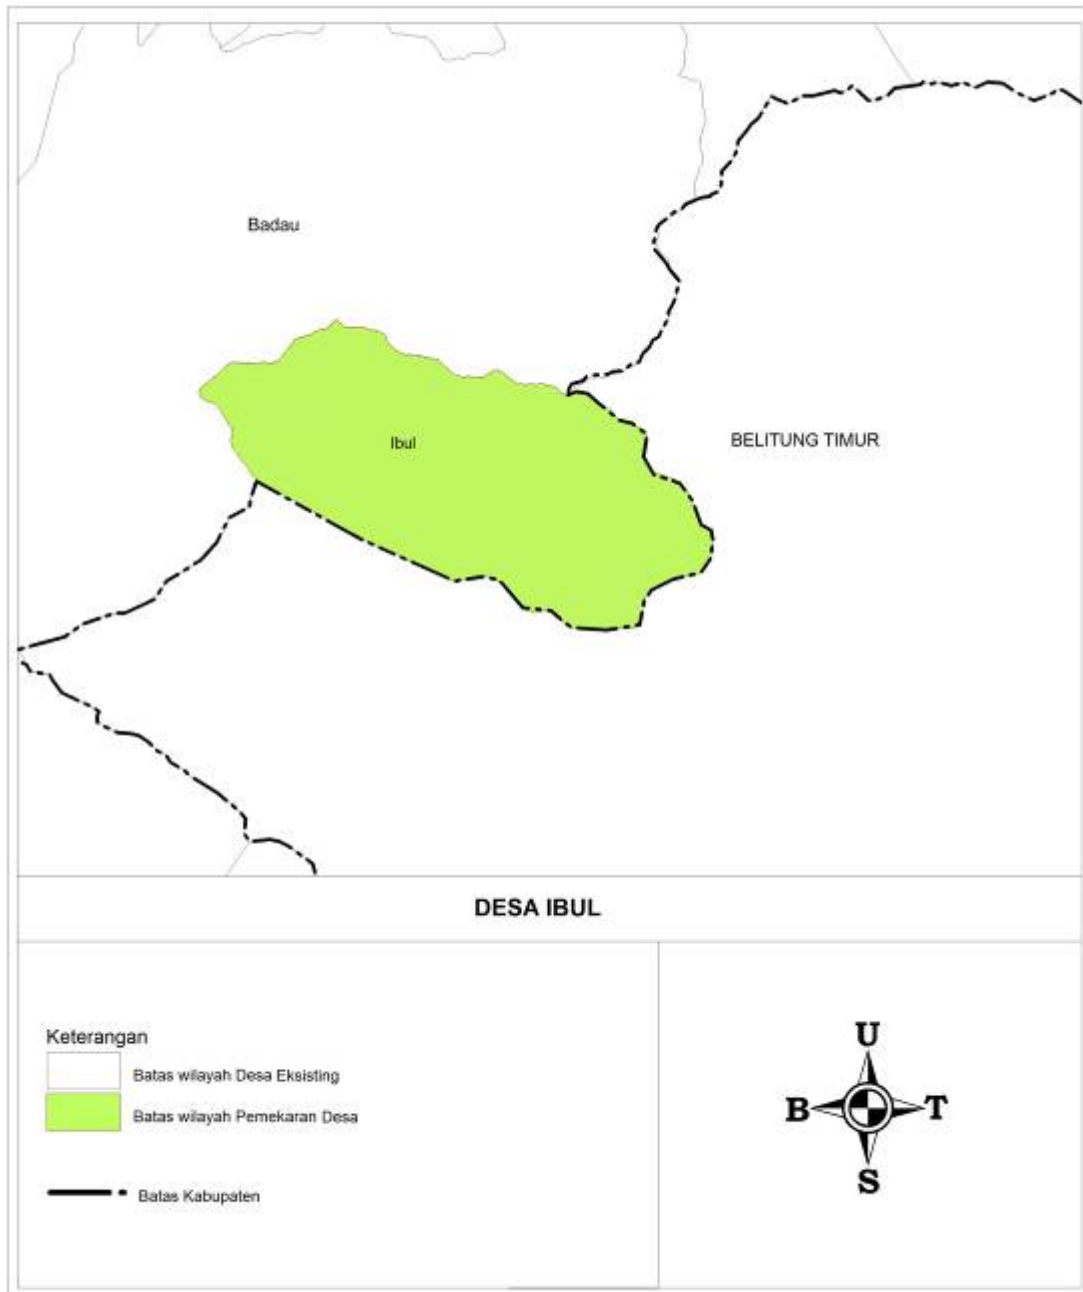 Badau
Ibul
BELITUNG TIMUR
DESA IBUL
Keterangan
Batas wilayah Desa Eksisting
Batas wilayah Pemekaran Desa
Batas Kabupaten
U
B
T
S